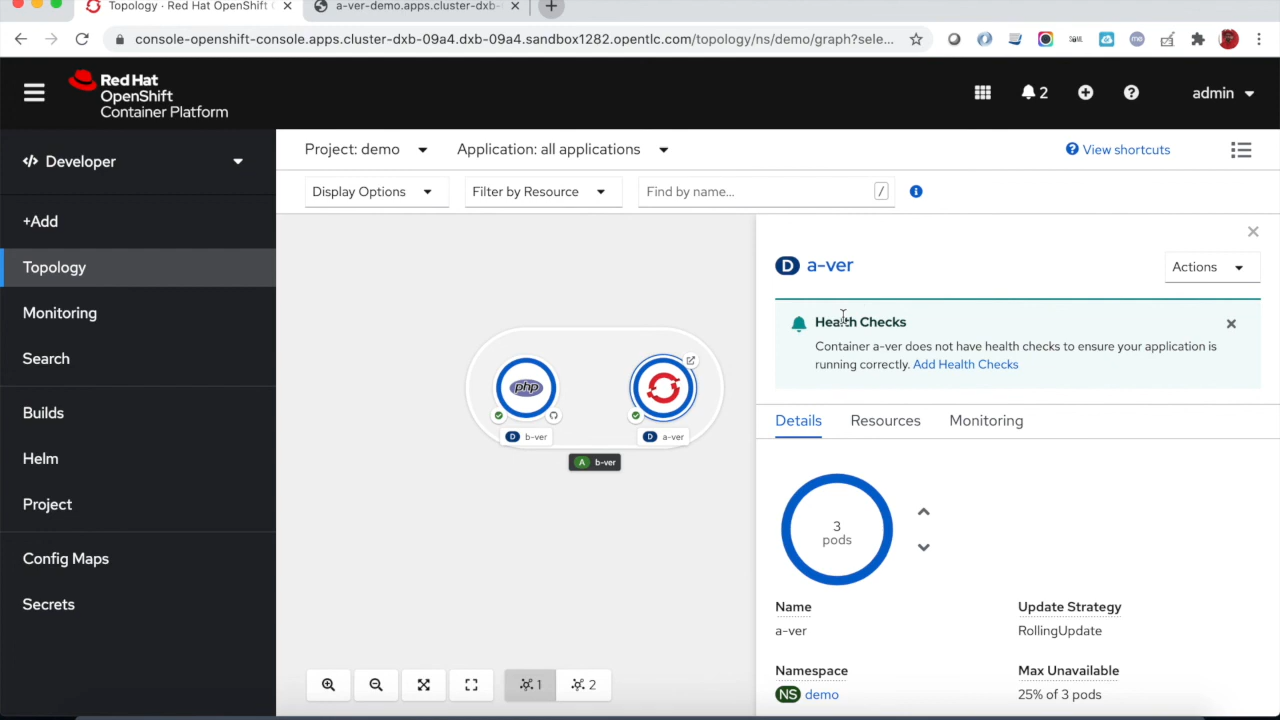 Topology · Red Hat OpenShift
a-ver-demo.apps.cluster-dxb-
console-openshift-console.apps.cluster-dxb-09a4.dxb-09a4.sandbox1282.opentlc.com/topology/ns/demo/graph?sele...
Red Hat
OpenShift
Container Platform
2
admin
Developer
Project: demo
Application: all applications
View shortcuts
Display Options
Filter by Resource
Find by name...
/
+Add
Topology
Monitoring
Search
Builds
Helm
Project
Config Maps
Secrets
php
D b-ver
D a-ver
A b-ver
1
2
D a-ver
Actions
Health Checks
Container a-ver does not have health checks to ensure your application is
running correctly. Add Health Checks
Details
Resources
Monitoring
3
pods
Name
a-ver
Update Strategy
RollingUpdate
Namespace
NS demo
Max Unavailable
25% of 3 pods